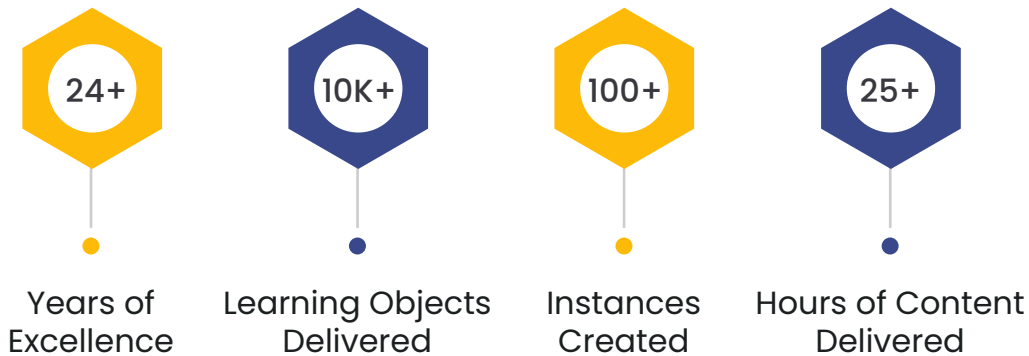 24+
10K+
100+
25+
Years of
Excellence
Learning Objects
Delivered
Instances
Created
Hours of Content
Delivered